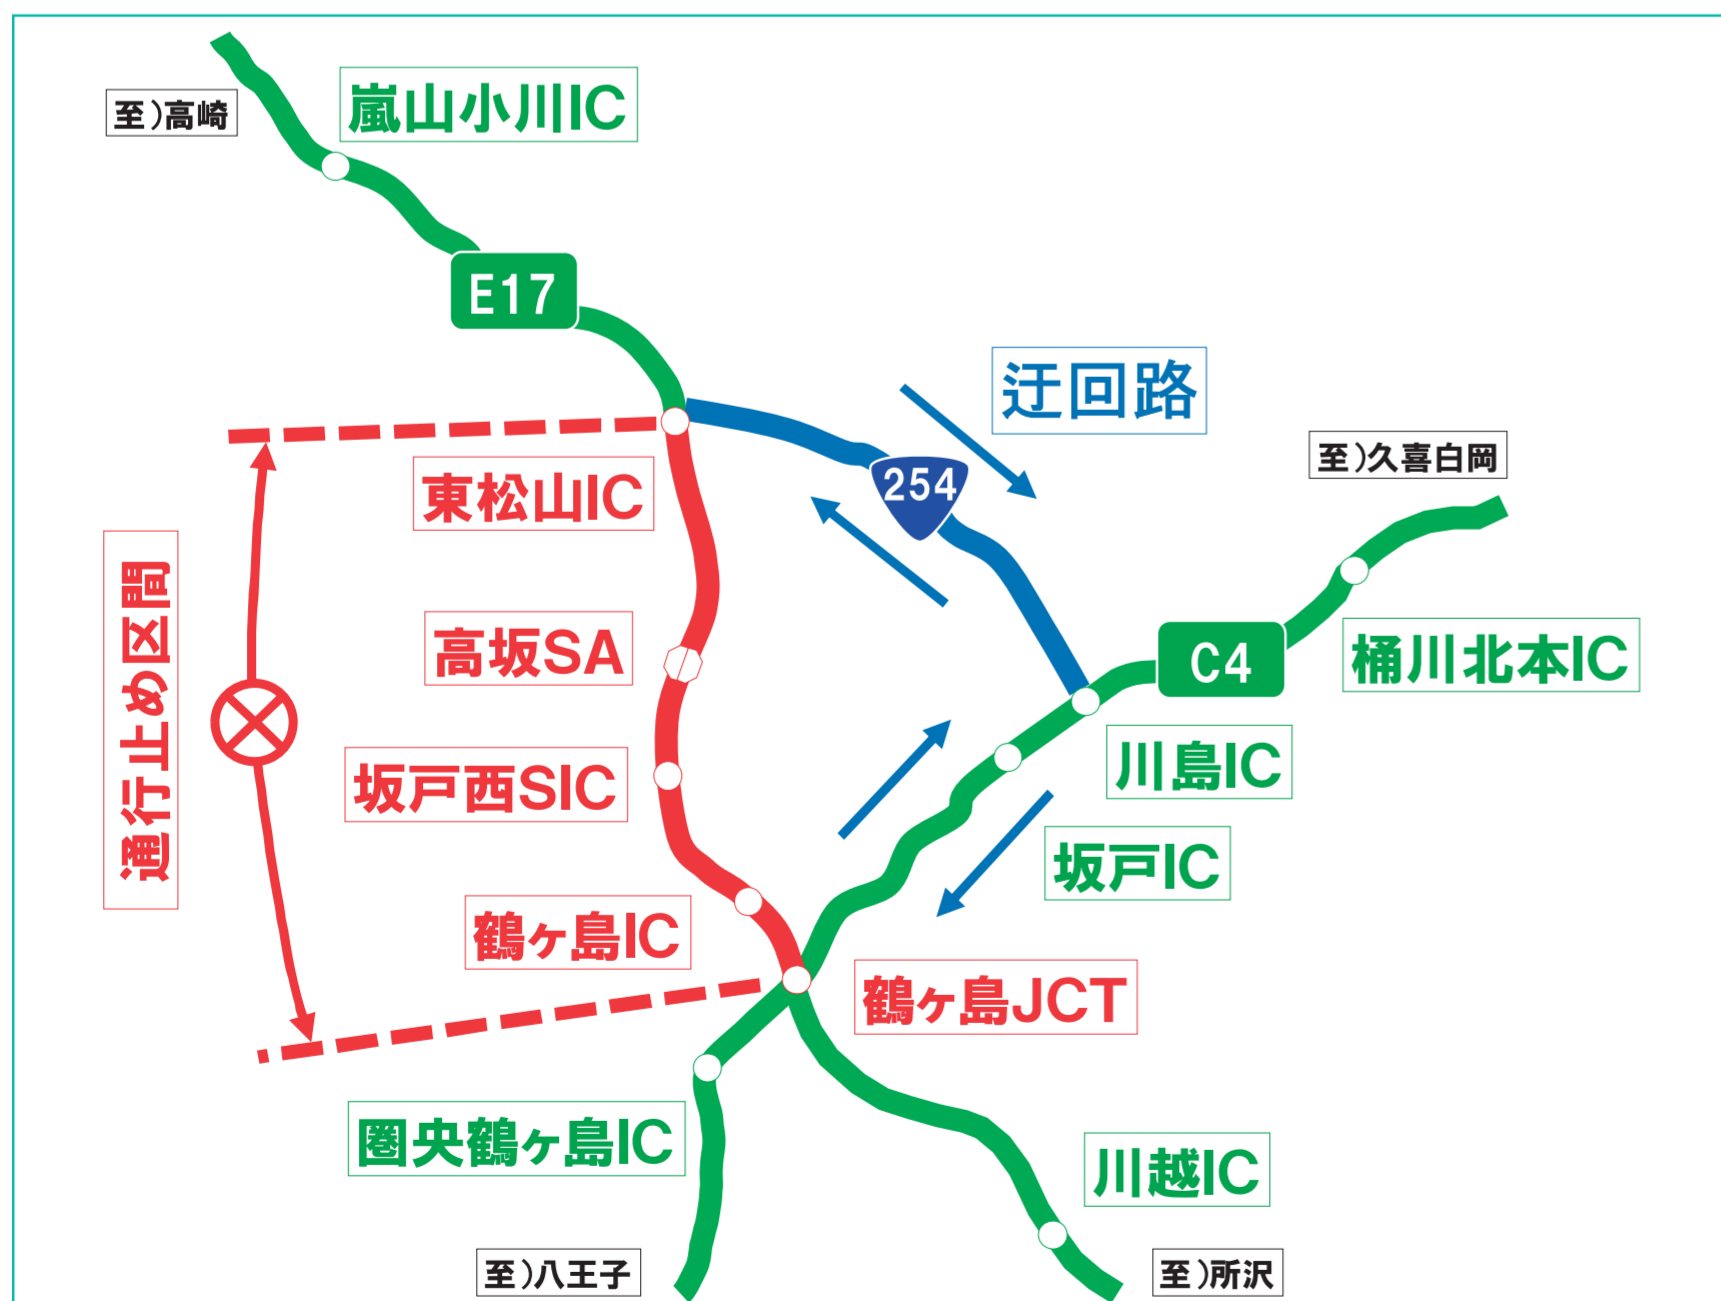 至)高崎
嵐山小川IC
E17
迂回路
254
至)久喜白岡
東松山IC
通行止め区間
高坂SA
C4
桶川北本IC
坂戸西SIC
川島IC
坂戸IC
鶴ヶ島IC
鶴ヶ島JCT
圏央鶴ヶ島IC
川越IC
至)八王子
至)所沢